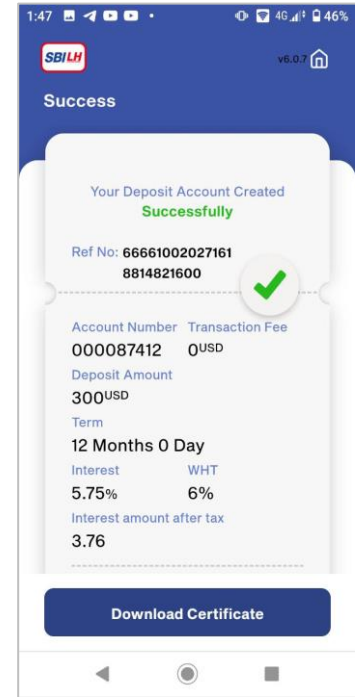 1:47 4G 46%
SBI LH v6.0.7
Success
Your Deposit Account Created
Successfully
Ref No: 66661002027161
8814821600
Account Number Transaction Fee
000087412 0USD
Deposit Amount
300USD
Term
12 Months 0 Day
Interest WHT
5.75% 6%
Interest amount after tax
3.76
Download Certificate